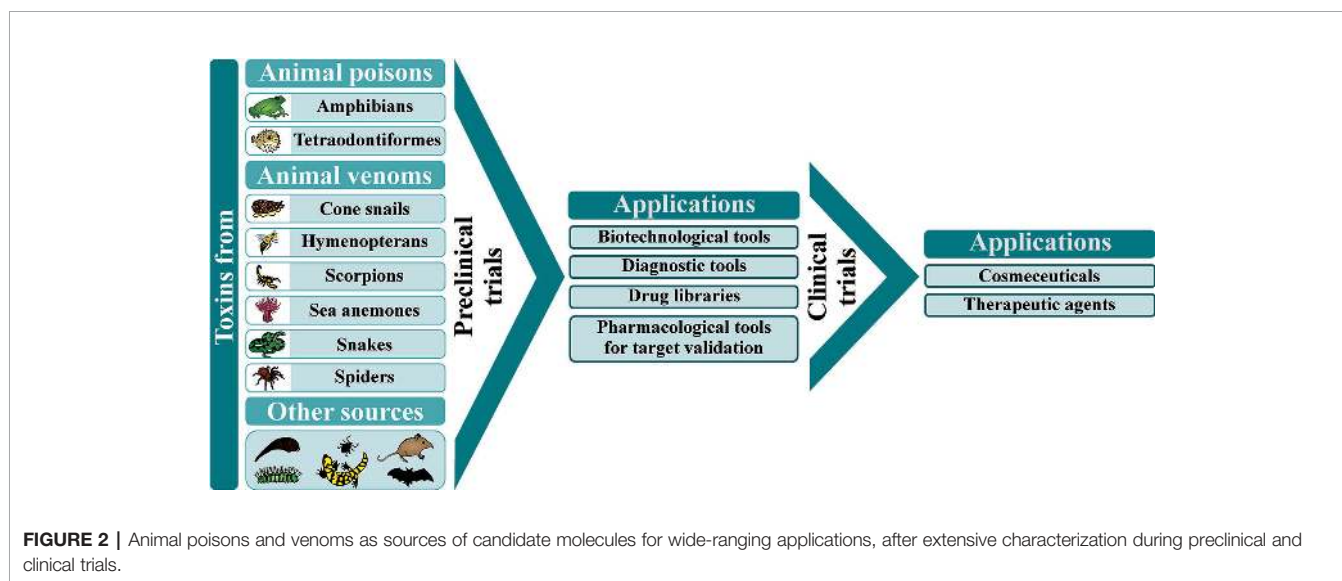 Toxins from
Animal poisons
Amphibians
Tetraodontiformes
Animal venoms
Cone snails
Hymenopterans
Scorpions
Sea anemones
Snakes
Spiders
Other sources
Preclinical
trials
Applications
Biotechnological tools
Diagnostic tools
Drug libraries
Pharmacological tools
for target validation
Clinical
trials
Applications
Cosmeceuticals
Therapeutic agents
FIGURE 2 | Animal poisons and venoms as sources of candidate molecules for wide-ranging applications, after extensive characterization during preclinical and
clinical trials.